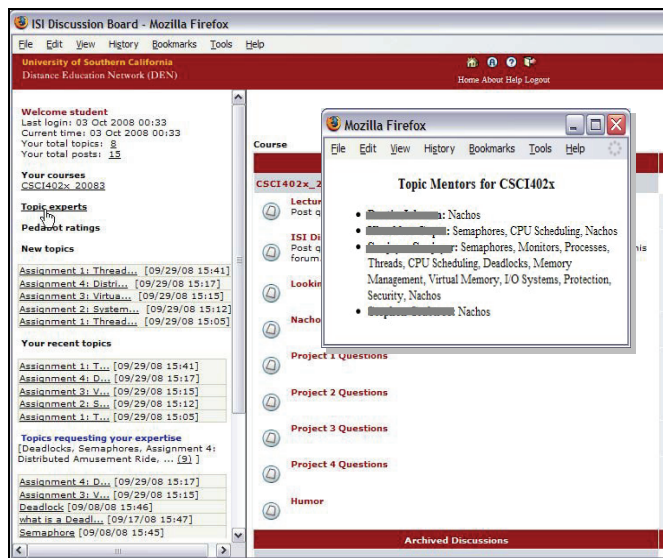 ISI Discussion Board - Mozilla Firefox
File Edit View History Bookmarks Tools Help
University of Southern California
Distance Education Network (DEN)
Home About Help Logout
Welcome student
Last login: 03 Oct 2008 00:33
Current time: 03 Oct 2008 00:33
Your total topics: 8
Your total posts: 15
Your courses
CSCI402x_20083
Topic experts
Pedabot ratings
New topics
Assignment 1: Thread... [09/29/08 15:41]
Assignment 4: Distri... [09/29/08 15:17]
Assignment 3: Virtua... [09/29/08 15:15]
Assignment 2: System... [09/29/08 15:12]
Assignment 1: Thread... [09/29/08 15:05]
Your recent topics
Assignment 1: T... [09/29/08 15:41]
Assignment 4: D... [09/29/08 15:17]
Assignment 3: V... [09/29/08 15:15]
Assignment 2: S... [09/29/08 15:12]
Assignment 1: T... [09/29/08 15:05]
Topics requesting your expertise
[Deadlocks, Semaphores, Assignment 4:
Distributed Amusement Ride, ... (9) ]
Assignment 4: D... [09/29/08 15:17]
Assignment 3: V... [09/29/08 15:15]
Deadlock [09/08/08 15:46]
what is a Deadl... [09/17/08 15:47]
Semaphore [09/08/08 15:45]
Course
CSCI402x_2
Lectur
Post q
ISI Di
Post q
forum.
his
Lookin
Nacho
Project 1 Questions
Project 2 Questions
Project 3 Questions
Project 4 Questions
Humor
Archived Discussions
Mozilla Firefox
File Edit View History Bookmarks Tools Help
Topic Mentors for CSCI402x
: Nachos
: Semaphores, CPU Scheduling, Nachos
: Semaphores, Monitors, Processes,
Threads, CPU Scheduling, Deadlocks, Memory
Management, Virtual Memory, I/O Systems, Protection,
Security, Nachos
Nachos